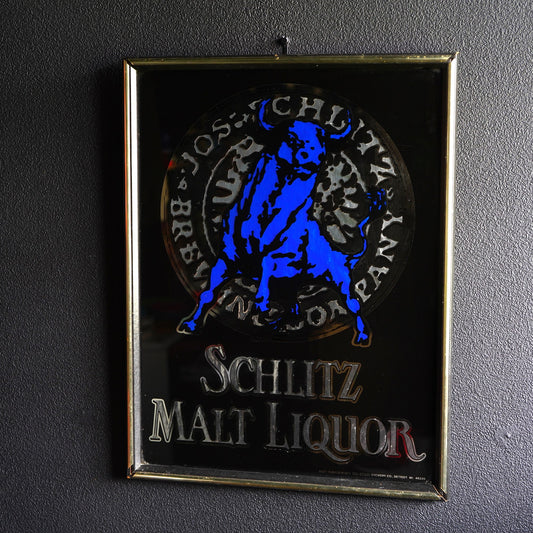 JOS. SCHLITZ
BREWING COMPANY
SCHLITZ
MALT LIQUOR